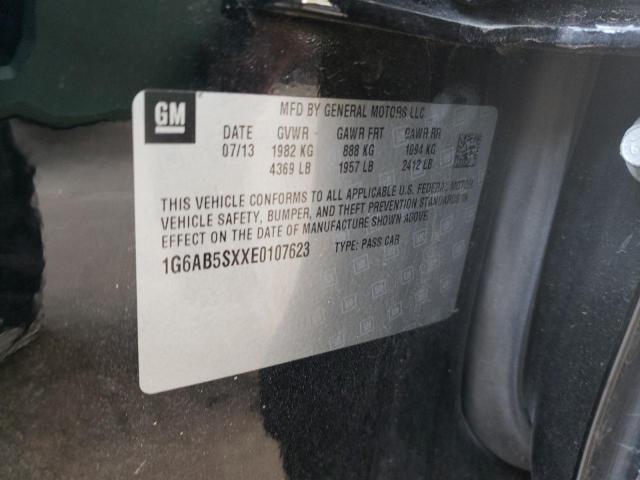 GM
MFD BY GENERAL MOTORS LLC
DATE GVWR GAWR FRT GAWR RR
07/13 1982 KG 888 KG 1094 KG
4369 LB 1957 LB 2412 LB
THIS VEHICLE CONFORMS TO ALL APPLICABLE U.S. FEDERAL MOTOR
VEHICLE SAFETY, BUMPER, AND THEFT PREVENTION STANDARDS IN
EFFECT ON THE DATE OF MANUFACTURE SHOWN ABOVE.
1G6AB5SXXE0107623 TYPE: PASS CAR